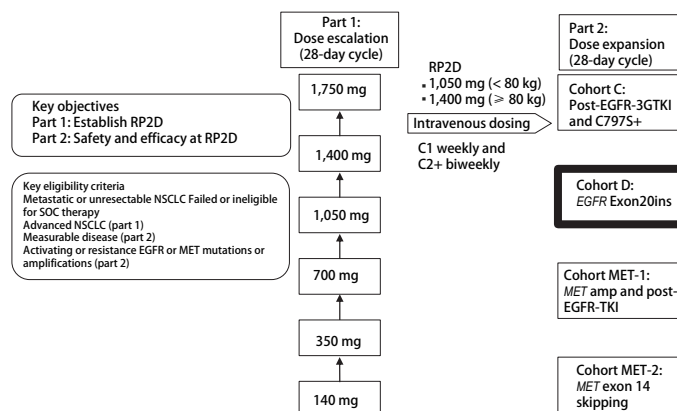 Part 1:
Dose escalation
(28-day cycle)
1,750 mg
1,400 mg
1,050 mg
700 mg
350 mg
140 mg
Key objectives
Part 1: Establish RP2D
Part 2: Safety and efficacy at RP2D
Key eligibility criteria
Metastatic or unresectable NSCLC Failed or ineligible
for SOC therapy
Advanced NSCLC (part 1)
Measurable disease (part 2)
Activating or resistance EGFR or MET mutations or
amplifications (part 2)
RP2D
▪ 1,050 mg (< 80 kg)
▪ 1,400 mg (⩾ 80 kg)
Intravenous dosing
C1 weekly and
C2+ biweekly
Part 2:
Dose expansion
(28-day cycle)
Cohort C:
Post-EGFR-3GTKI
and C797S+
Cohort D:
EGFR Exon20ins
Cohort MET-1:
MET amp and post-
EGFR-TKI
Cohort MET-2:
MET exon 14
skipping